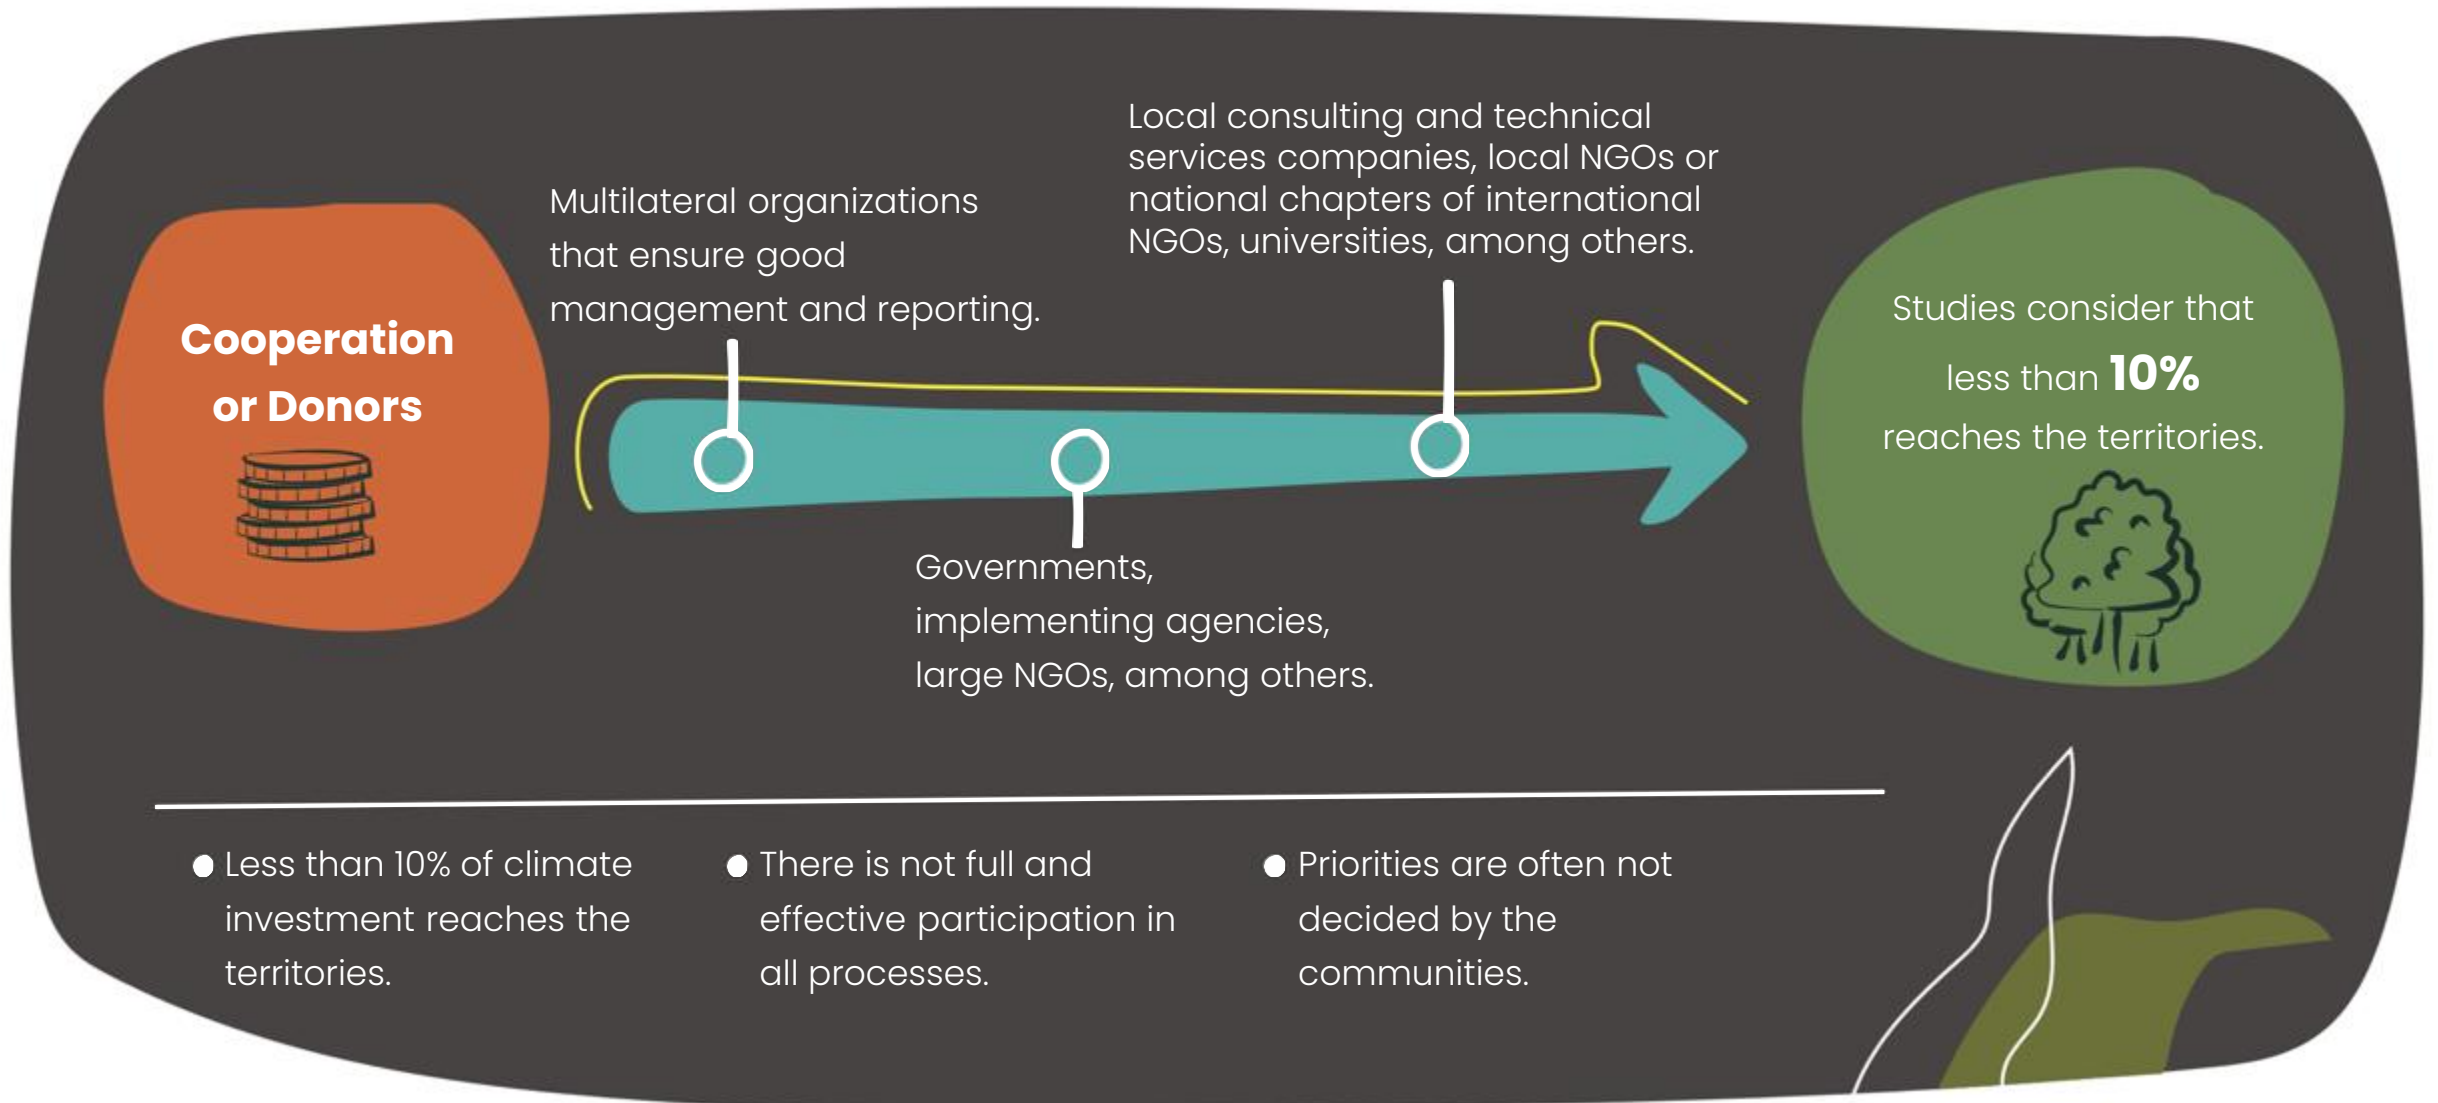 Cooperation
or Donors
Multilateral organizations
that ensure good
management and reporting.
Governments,
implementing agencies,
large NGOs, among others.
Local consulting and technical
services companies, local NGOs or
national chapters of international
NGOs, universities, among others.
Studies consider that
less than 10%
reaches the territories.
Less than 10% of climate
investment reaches the
territories.
There is not full and
effective participation in
all processes.
Priorities are often not
decided by the
communities.